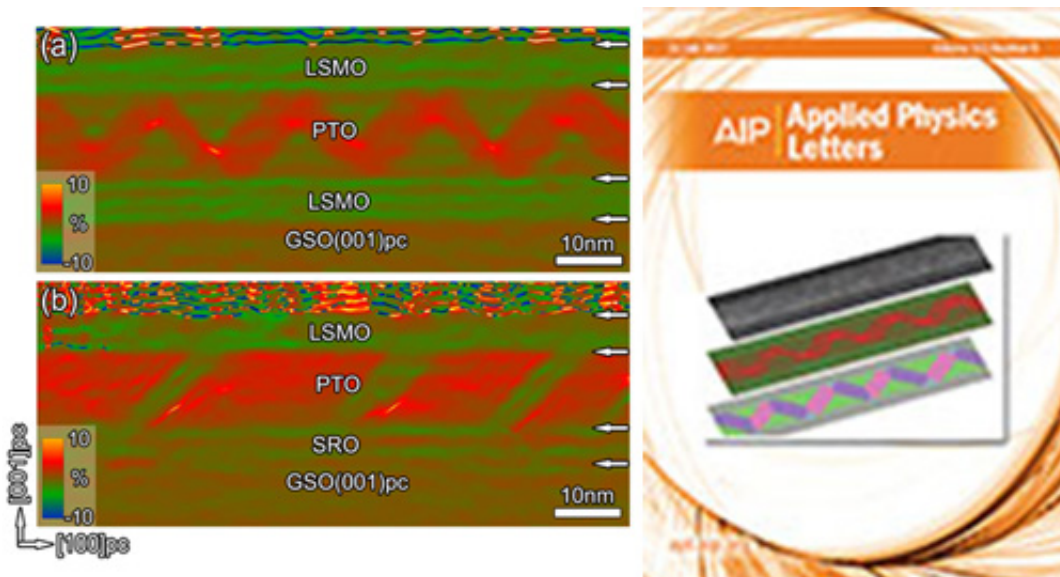 (a)
LSMO
PTO
LSMO
GSO(001)pc
10
%
-10
10nm
(b)
LSMO
PTO
SRO
GSO(001)pc
10
%
-10
10nm
[001]pc
[100]pc
AIP Applied Physics
Letters